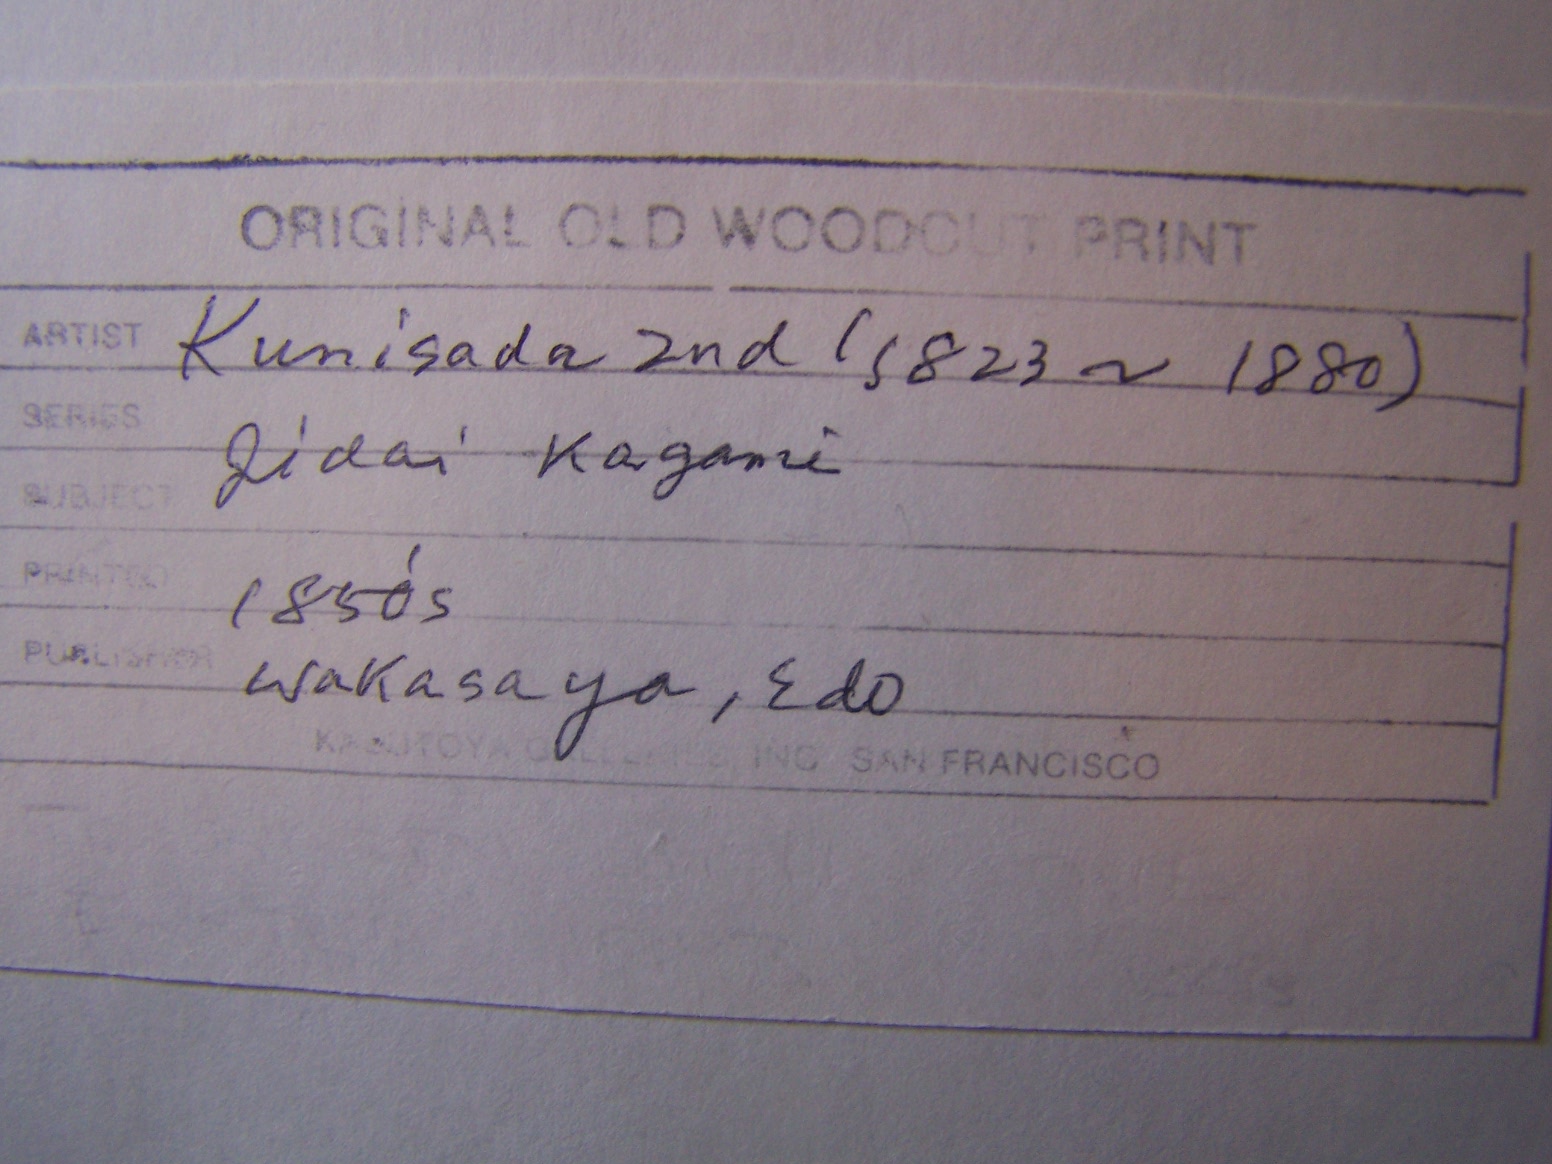 ORIGINAL OLD WOODCUT PRINT
ARTIST Kunisada 2nd (1823 ~ 1880)
SERIES Jidai Kagami
SUBJECT
PRINTED 1850's
PUBLISHER Wakasaya, Edo
INC SAN FRANCISCO